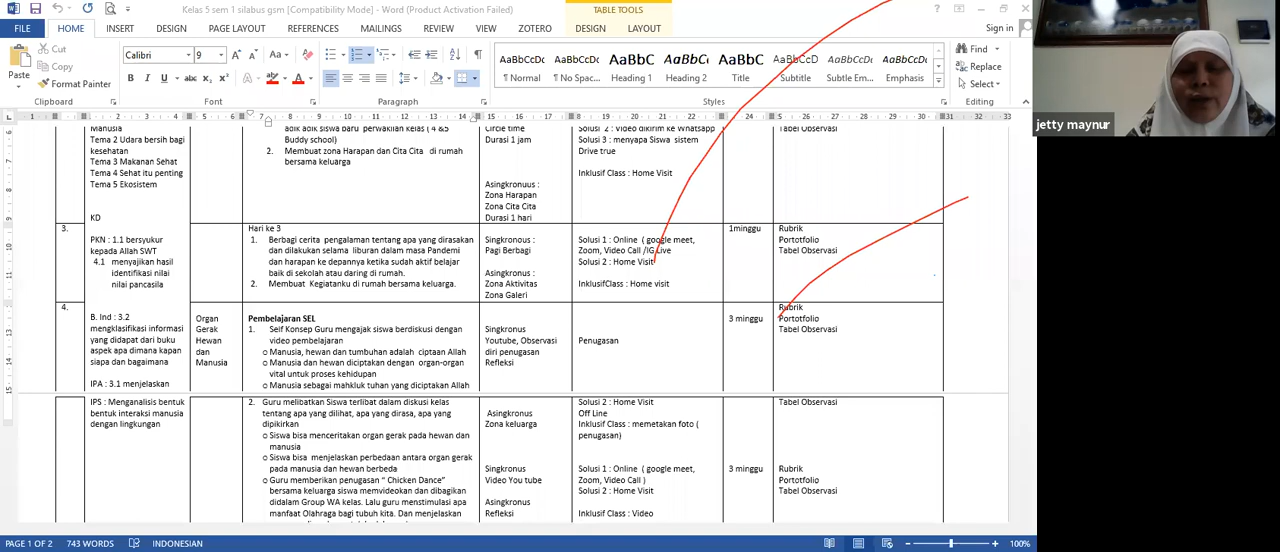 Kelas 5 sem 1 silabus gsm [Compatibility Mode] - Word (Product Activation Failed)
TABLE TOOLS
FILE HOME INSERT DESIGN PAGE LAYOUT REFERENCES MAILINGS REVIEW VIEW ZOTERO DESIGN LAYOUT Sign in
Paste
Cut
Copy
Format Painter
Clipboard
Calibri 9
Font
Paragraph
AaBbCcDc AaBbCcDc AaBbC AaBbC AaBbC AaBbCcDc AaBbCcDc AaBbCcDc
¶ Normal ¶ No Spac... Heading 1 Heading 2 Title Subtitle Subtle Em... Emphasis
Styles
Find
Replace
Select
Editing
jetty maynur
Manusia
Tema 2 Udara bersih bagi
kesehatan
Tema 3 Makanan Sehat
Tema 4 Sehat itu penting
Tema 5 Ekosistem
KD
adik adik siswa baru perwakilan kelas ( 4 &5
Buddy school)
2. Membuat zona Harapan dan Cita Cita di rumah
bersama keluarga
Circle time
Durasi 1 jam
Asingkronuus :
Zona Harapan
Zona Cita Cita
Durasi 1 hari
Solusi 2 : Video dikirim ke Whatsapp
Solusi 3 : menyapa Siswa sistem
Drive true
Inklusif Class : Home Visit
Tabel Observasi
3.
PKN : 1.1 bersyukur
kepada Allah SWT
4.1 menyajikan hasil
identifikasi nilai
nilai pancasila
Hari ke 3
1. Berbagi cerita pengalaman tentang apa yang dirasakan
dan dilakukan selama liburan dalam masa Pandemi
dan harapan ke depannya ketika sudah aktif belajar
baik di sekolah atau daring di rumah.
2. Membuat Kegiatanku di rumah bersama keluarga.
Singkronus :
Pagi Berbagi
Asingkronus :
Zona Aktivitas
Zona Galeri
Solusi 1 : Online ( google meet,
Zoom, Video Call /IG Live
Solusi 2 : Home Visit
InklusifClass : Home visit
1minggu
Rubrik
Portotfolio
Tabel Observasi
4.
B. Ind : 3.2
mengklasifikasi informasi
yang didapat dari buku
aspek apa dimana kapan
siapa dan bagaimana
IPA : 3.1 menjelaskan
Organ
Gerak
Hewan
dan
Manusia
Pembelajaran SEL
1. Seif Konsep Guru mengajak siswa berdiskusi dengan
video pembelajaran
o Manusia, hewan dan tumbuhan adalah ciptaan Allah
o Manusia dan hewan diciptakan dengan organ-organ
vital untuk proses kehidupan
o Manusia sebagai mahkluk tuhan yang diciptakan Allah
Singkronus
Youtube, Observasi
diri penugasan
Refleksi
Penugasan
3 minggu
Rubrik
Portotfolio
Tabel Observasi
IPS : Menganalisis bentuk
bentuk interaksi manusia
dengan lingkungan
2. Guru melibatkan Siswa terlibat dalam diskusi kelas
tentang apa yang dilihat, apa yang dirasa, apa yang
dipikirkan
o Siswa bisa menceritakan organ gerak pada hewan dan
manusia
o Siswa bisa menjelaskan perbedaan antara organ gerak
pada manusia dan hewan berbeda
o Guru memberikan penugasan " Chicken Dance"
bersama keluarga siswa memvideokan dan dibagikan
didalam Group WA kelas. Lalu guru menstimulasi apa
manfaat Olahraga bagi tubuh kita. Dan menjelaskan
Asingkronus
Zona keluarga
Singkronus
Video You tube
Asingkronus
Refleksi
Solusi 2 : Home Visit
Off Line
Inklusif Class : memetakan foto (
penugasan)
Solusi 1 : Online ( google meet,
Zoom, Video Call )
Solusi 2 : Home Visit
Inklusif Class : Video
3 minggu
Tabel Observasi
Rubrik
Portotfolio
Tabel Observasi
PAGE 1 OF 2 743 WORDS INDONESIAN 100%